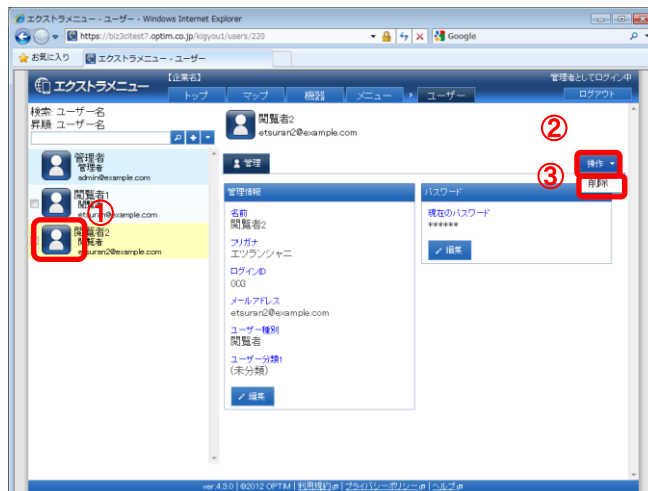 エクストラメニュー - ユーザー - Windows Internet Explorer
https://biz3citest7.optim.co.jp/kigyou1/users/220
Google
お気に入り
エクストラメニュー - ユーザー
エクストラメニュー
【企業名】
管理者としてログイン中
トップ
マップ
機器
メニュー
ユーザー
ログアウト
検索: ユーザー名
昇順: ユーザー名
管理者
管理者
admin@example.com
閲覧者1
閲覧者
etsuran@example.com
①
閲覧者2
閲覧者
etsuran2@example.com
閲覧者2
etsuran2@example.com
②
管理
操作
③
削除
管理情報
名前
閲覧者2
フリガナ
エツランシャニ
ログインID
003
メールアドレス
etsuran2@example.com
ユーザー種別
閲覧者
ユーザー分類1
(未分類)
編集
パスワード
現在のパスワード
******
編集
ver.4.3.0 | ©2012 OPTiM | 利用規約 | プライバシーポリシー | ヘルプ